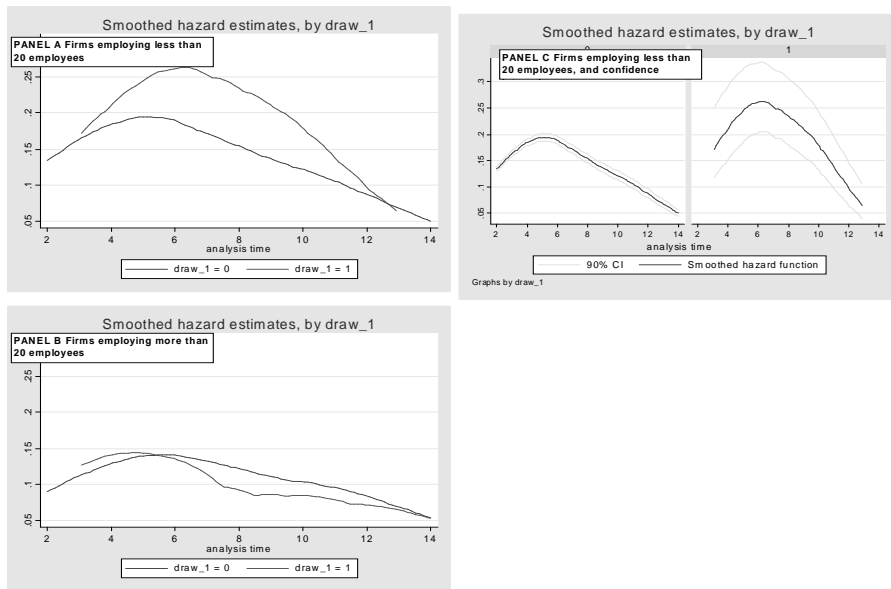 Smoothed hazard estimates, by draw_1
PANEL A Firms employing less than
20 employees
.25
.2
.15
.1
.05
2 4 6 8 10 12 14
analysis time
draw_1 = 0 draw_1 = 1
Smoothed hazard estimates, by draw_1
1
PANEL C Firms employing less than
20 employees, and confidence
.3
.25
.2
.15
.1
.05
2 4 6 8 10 12 14 2 4 6 8 10 12 14
analysis time
90% CI Smoothed hazard function
Graphs by draw_1
Smoothed hazard estimates, by draw_1
PANEL B Firms employing more than
20 employees
.25
.2
.15
.1
.05
2 4 6 8 10 12 14
analysis time
draw_1 = 0 draw_1 = 1